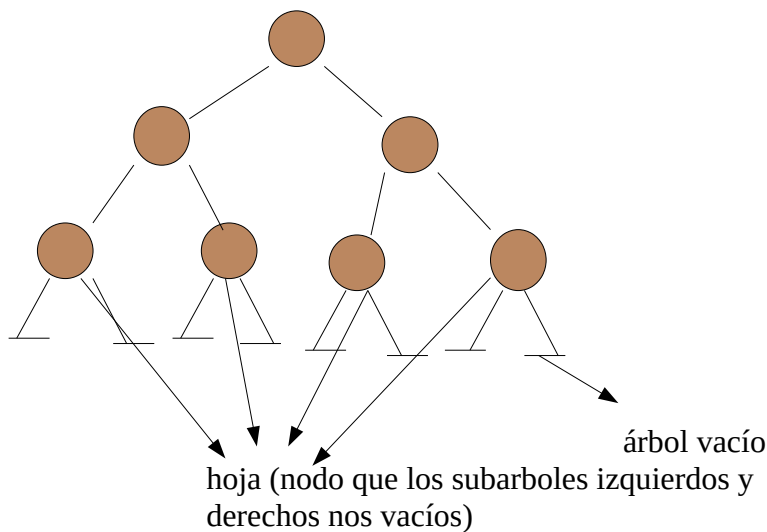 árbol vacío
hoja (nodo que los subarboles izquierdos y
derechos nos vacíos)